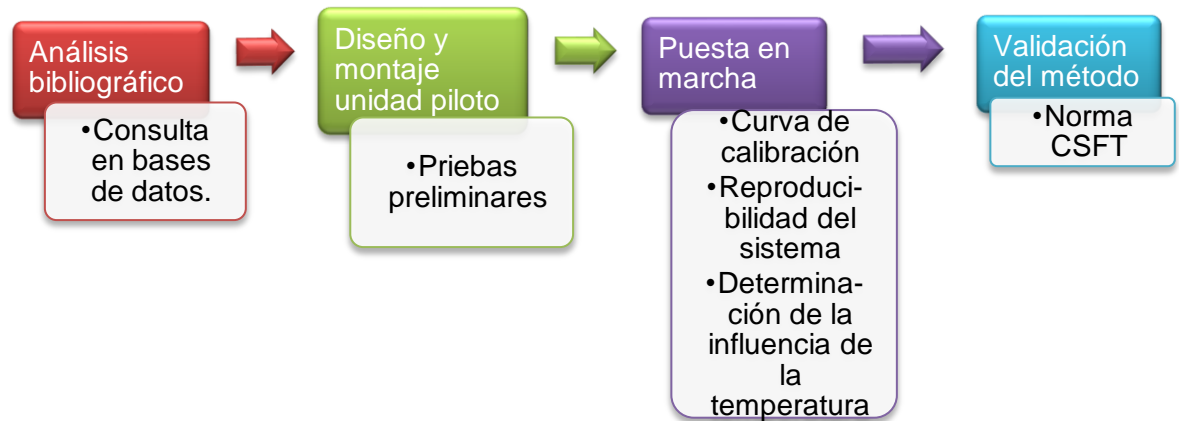 Análisis
bibliográfico
•Consulta
en bases
de datos.
Diseño y
montaje
unidad piloto
•Priebas
preliminares
Puesta en
marcha
•Curva de
calibración
•Reproduci-
bilidad del
sistema
•Determina-
ción de la
influencia de
la
temperatura
Validación
del método
•Norma
CSFT